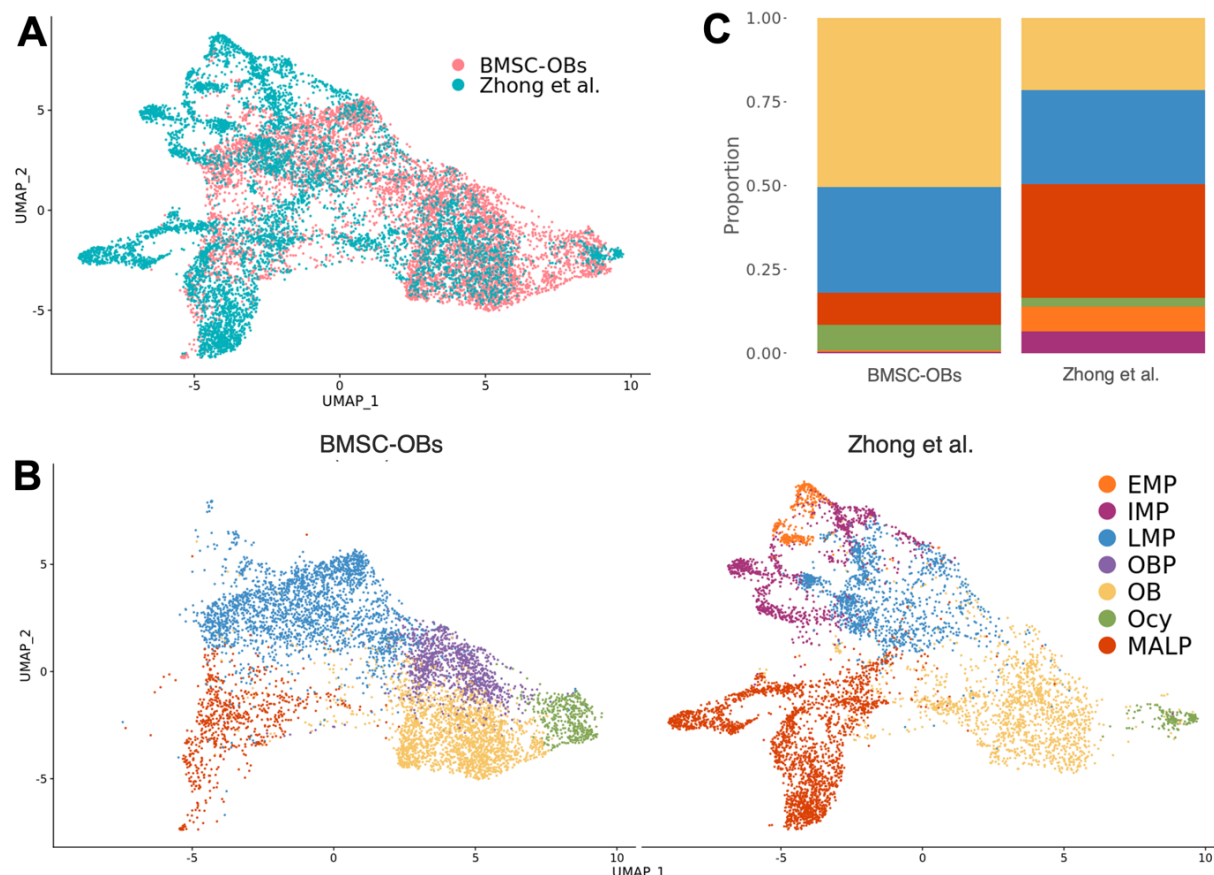 A
BMSC-OBs
Zhong et al.
5
0
-5
UMAP_2
-5
0
5
10
UMAP_1
C
1.00
0.75
0.50
0.25
0.00
Proportion
BMSC-OBs
Zhong et al.
B
BMSC-OBs
Zhong et al.
EMP
IMP
LMP
OBP
OB
Ocy
MALP
5
0
-5
UMAP_2
-5
0
5
10
-5
0
5
10
UMAP_1